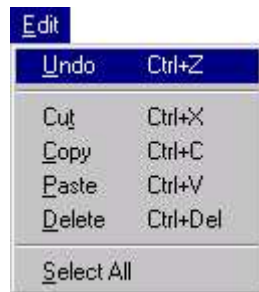 Edit
Undo Ctrl+Z
Cut Ctrl+X
Copy Ctrl+C
Paste Ctrl+V
Delete Ctrl+Del
Select All